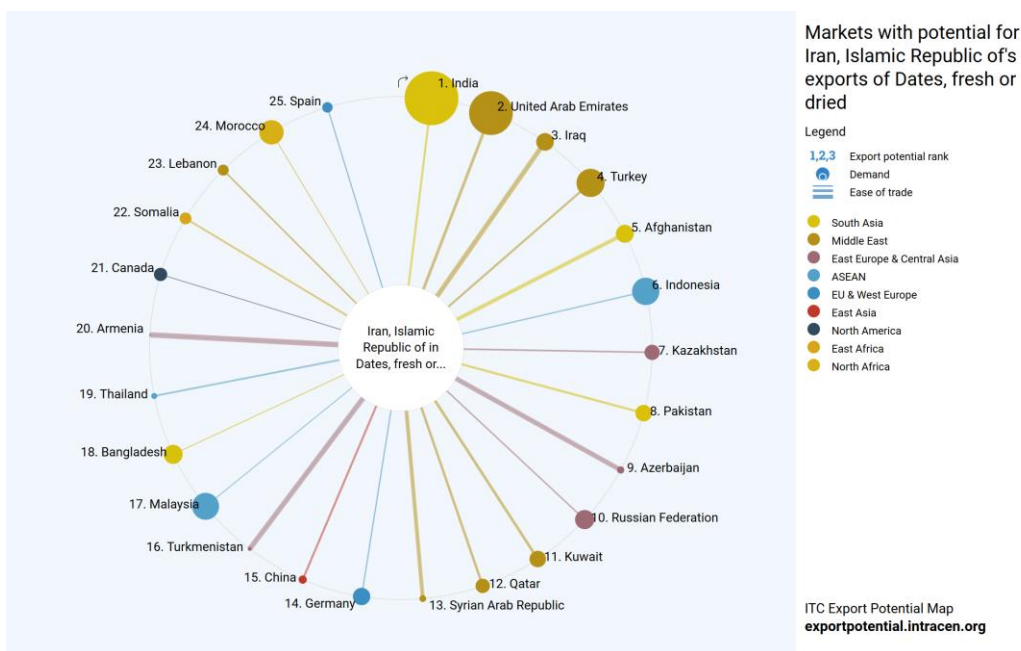 Markets with potential for
Iran, Islamic Republic of's
exports of Dates, fresh or
dried
Legend
1,2,3 Export potential rank
Demand
Ease of trade
South Asia
Middle East
East Europe & Central Asia
ASEAN
EU & West Europe
East Asia
North America
East Africa
North Africa
1. India
2. United Arab Emirates
3. Iraq
4. Turkey
5. Afghanistan
6. Indonesia
7. Kazakhstan
8. Pakistan
9. Azerbaijan
10. Russian Federation
11. Kuwait
12. Qatar
13. Syrian Arab Republic
14. Germany
15. China
16. Turkmenistan
17. Malaysia
18. Bangladesh
19. Thailand
20. Armenia
21. Canada
22. Somalia
23. Lebanon
24. Morocco
25. Spain
Iran, Islamic
Republic of in
Dates, fresh or...
ITC Export Potential Map
exportpotential.intracen.org